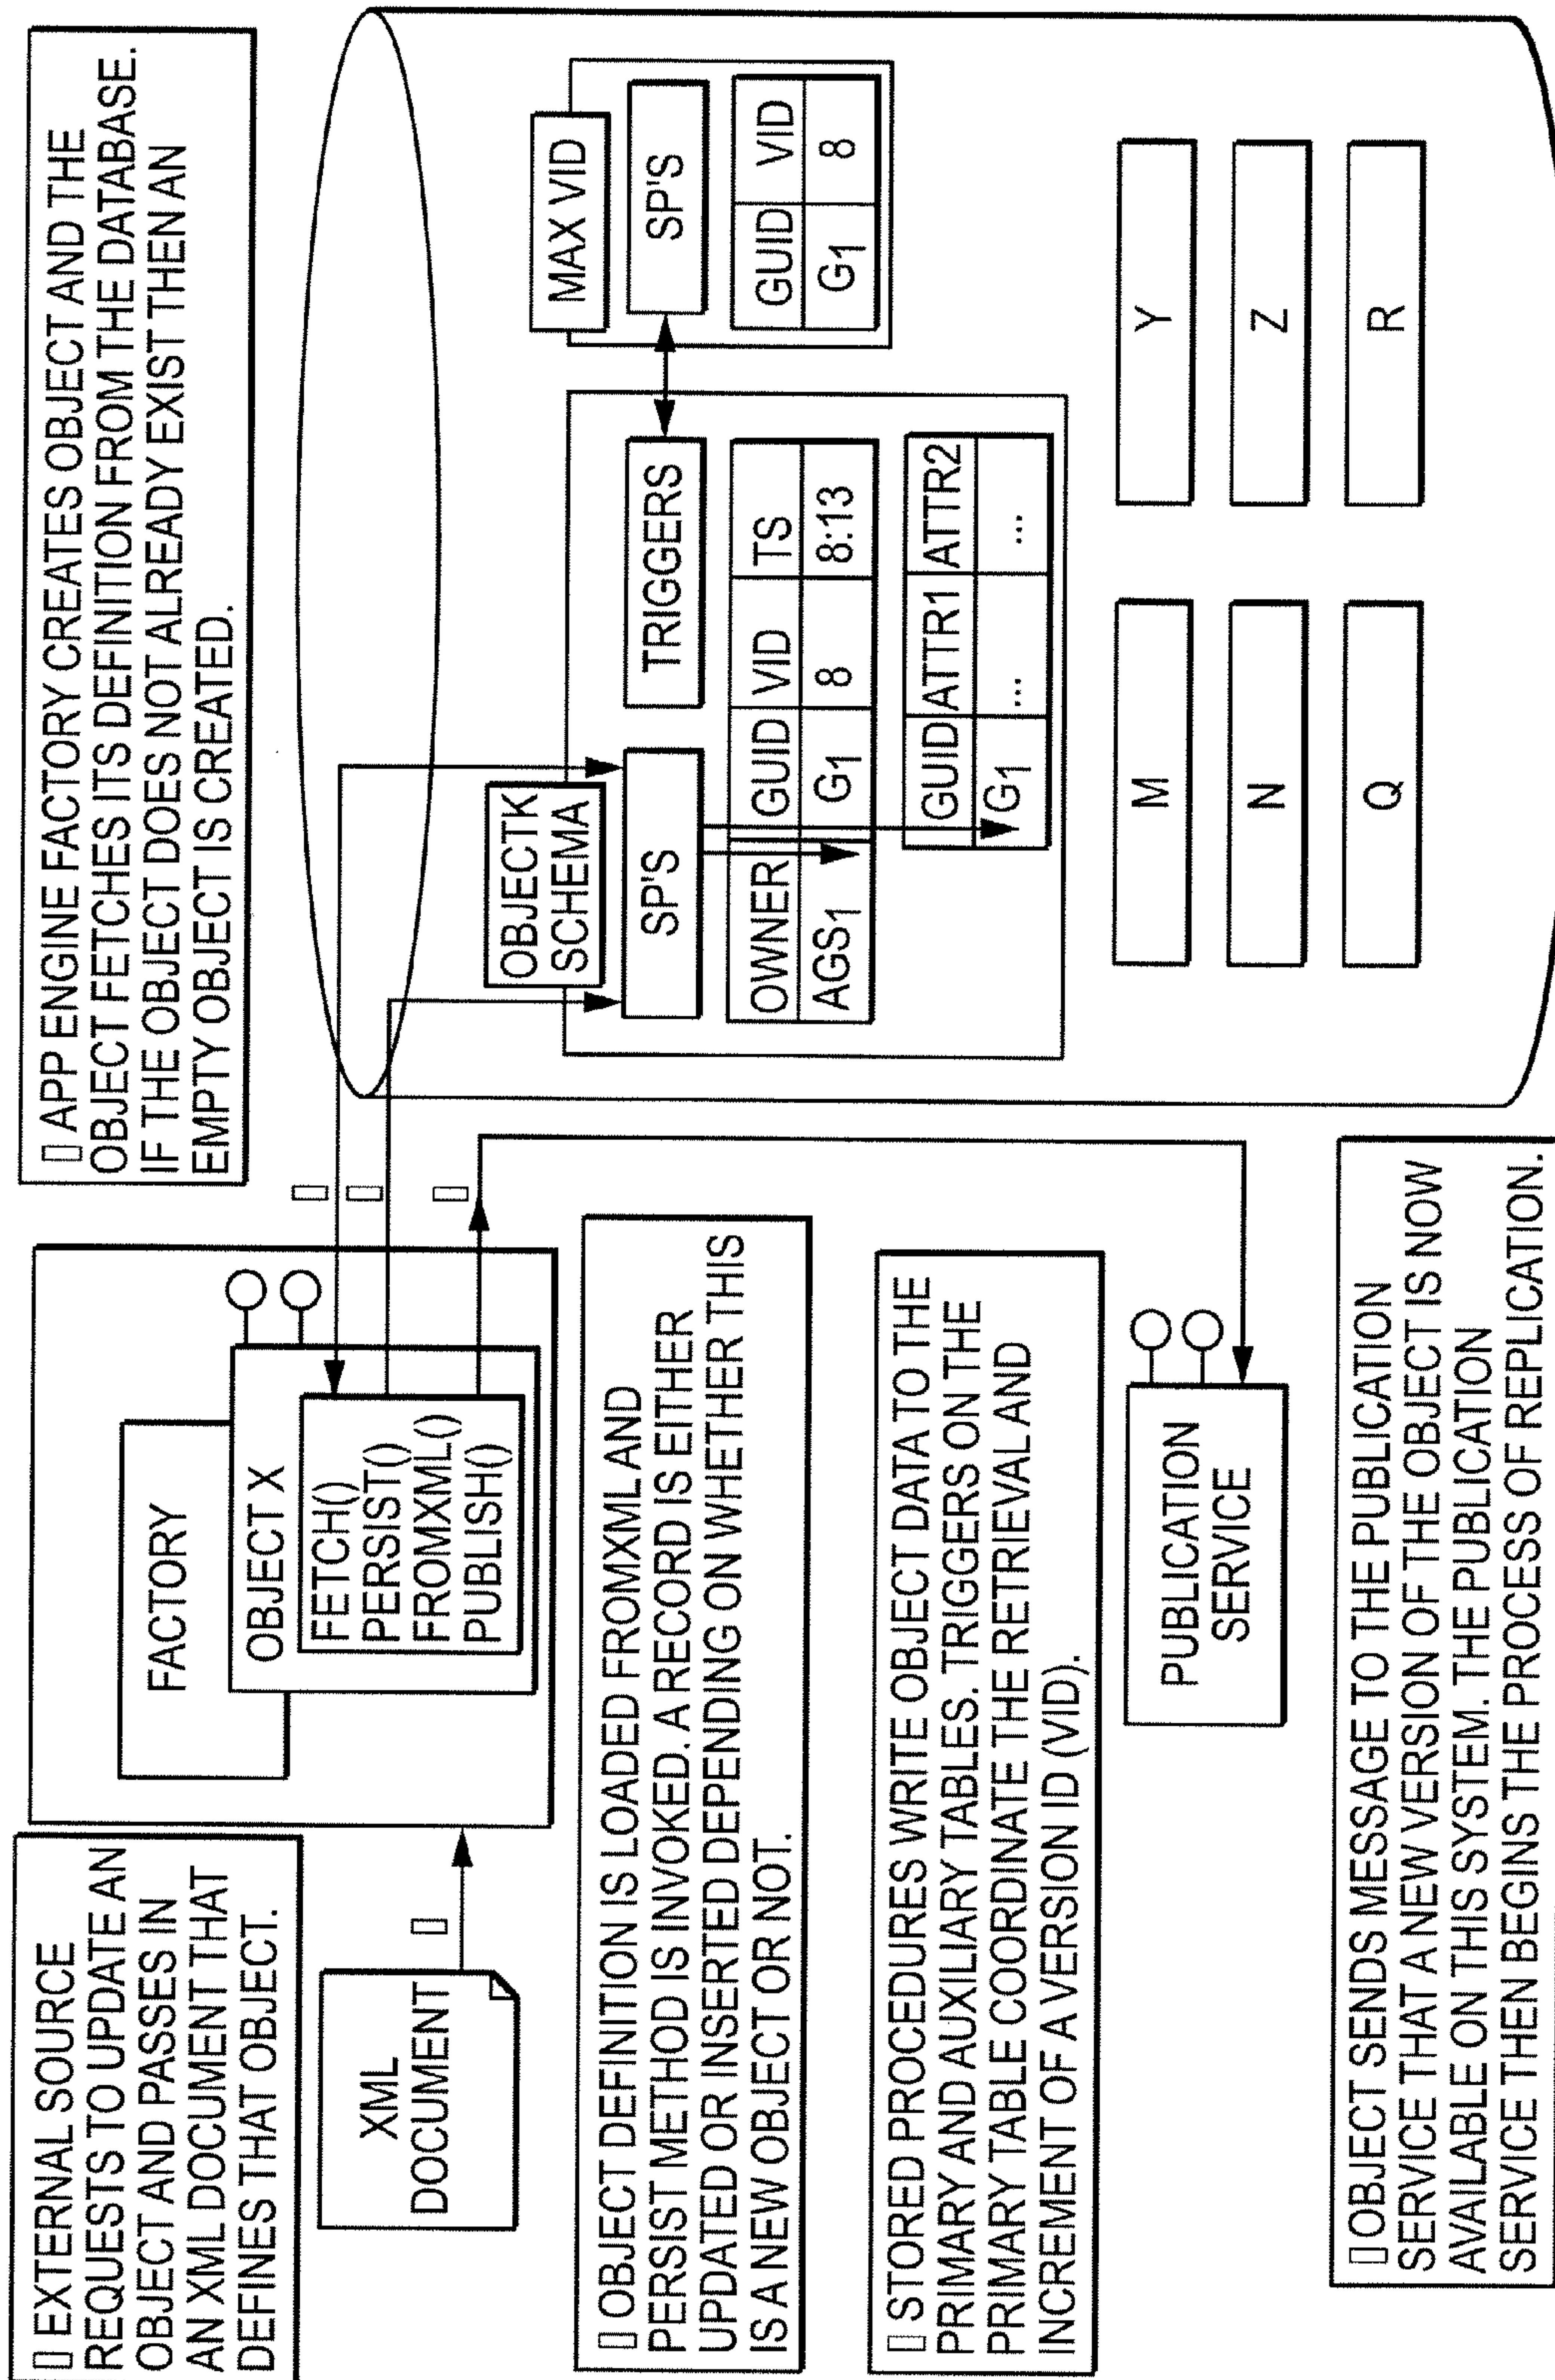 ▯ EXTERNAL SOURCE
REQUESTS TO UPDATE AN
OBJECT AND PASSES IN
AN XML DOCUMENT THAT
DEFINES THAT OBJECT.
XML
DOCUMENT
▯
FACTORY
OBJECT X
FETCH()
PERSIST()
FROMXML()
PUBLISH()
▯
▯
▯
▯ APP ENGINE FACTORY CREATES OBJECT AND THE
OBJECT FETCHES ITS DEFINITION FROM THE DATABASE.
IF THE OBJECT DOES NOT ALREADY EXIST THEN AN
EMPTY OBJECT IS CREATED.
▯ OBJECT DEFINITION IS LOADED FROMXML AND
PERSIST METHOD IS INVOKED. A RECORD IS EITHER
UPDATED OR INSERTED DEPENDING ON WHETHER THIS
IS A NEW OBJECT OR NOT.
▯ STORED PROCEDURES WRITE OBJECT DATA TO THE
PRIMARY AND AUXILIARY TABLES. TRIGGERS ON THE
PRIMARY TABLE COORDINATE THE RETRIEVAL AND
INCREMENT OF A VERSION ID (VID).
PUBLICATION
SERVICE
▯ OBJECT SENDS MESSAGE TO THE PUBLICATION
SERVICE THAT A NEW VERSION OF THE OBJECT IS NOW
AVAILABLE ON THIS SYSTEM. THE PUBLICATION
SERVICE THEN BEGINS THE PROCESS OF REPLICATION.
OBJECTK
SCHEMA
SP'S
TRIGGERS
OWNER GUID VID TS
AGS1 G1 8 8:13
GUID ATTR1 ATTR2
G1 ... ...
MAX VID
SP'S
GUID VID
G1 8
M Y
N Z
Q R